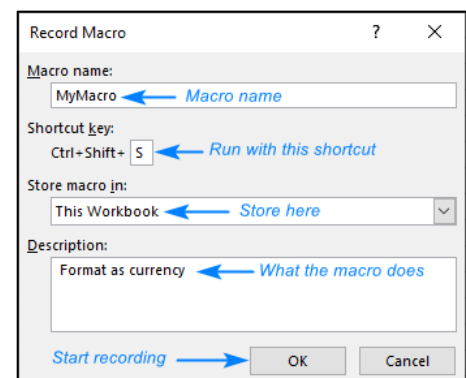 Record Macro ? ×
Macro name:
MyMacro Macro name
Shortcut key:
Ctrl+Shift+ S Run with this shortcut
Store macro in:
This Workbook Store here
Description:
Format as currency What the macro does
Start recording OK Cancel